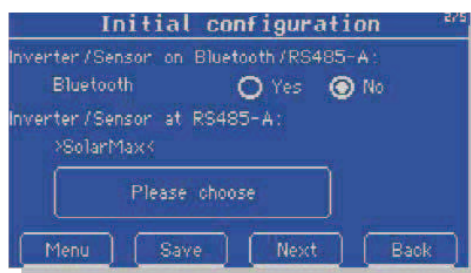 Initial configuration 2/5
Inverter/Sensor on Bluetooth/RS485-A:
Bluetooth Yes No
Inverter/Sensor at RS485-A:
>SolarMax<
Please choose
Menu Save Next Back